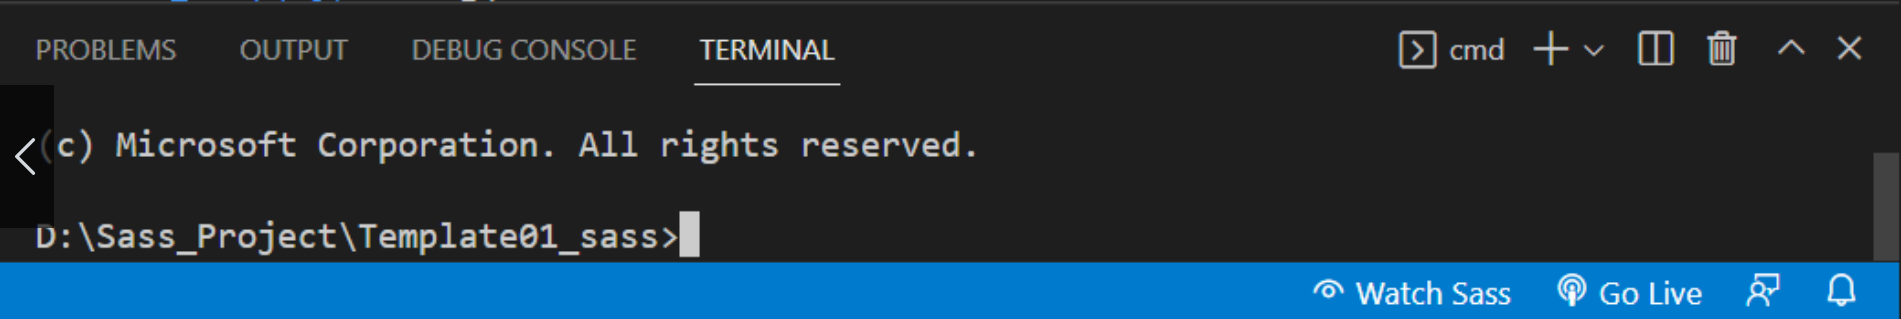 PROBLEMS OUTPUT DEBUG CONSOLE TERMINAL cmd
(c) Microsoft Corporation. All rights reserved.
D:\Sass_Project\Template01_sass>
Watch Sass Go Live